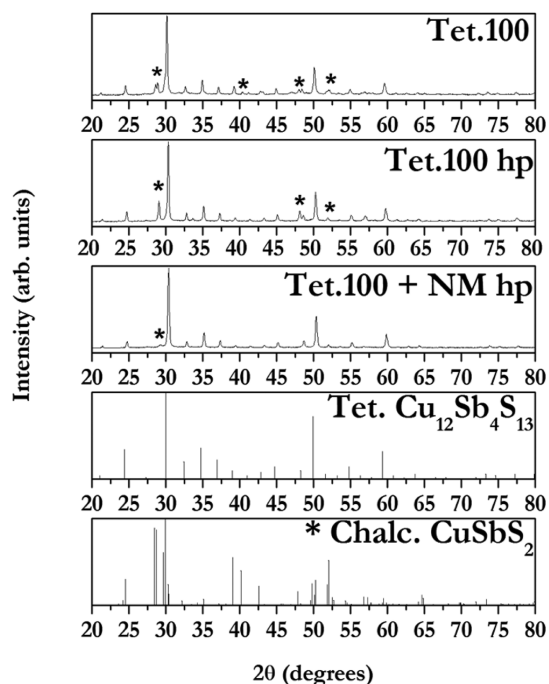 Tet.100
* * * *
20 25 30 35 40 45 50 55 60 65 70 75 80
Tet.100 hp
* * *
20 25 30 35 40 45 50 55 60 65 70 75 80
Tet.100 + NM hp
*
20 25 30 35 40 45 50 55 60 65 70 75 80
Tet. Cu₁₂Sb₄S₁₃
20 25 30 35 40 45 50 55 60 65 70 75 80
* Chalc. CuSbS₂
20 25 30 35 40 45 50 55 60 65 70 75 80
2θ (degrees)
Intensity (arb. units)